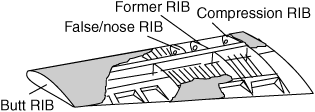 Former RIB
Compression RIB
False/nose RIB
Butt RIB